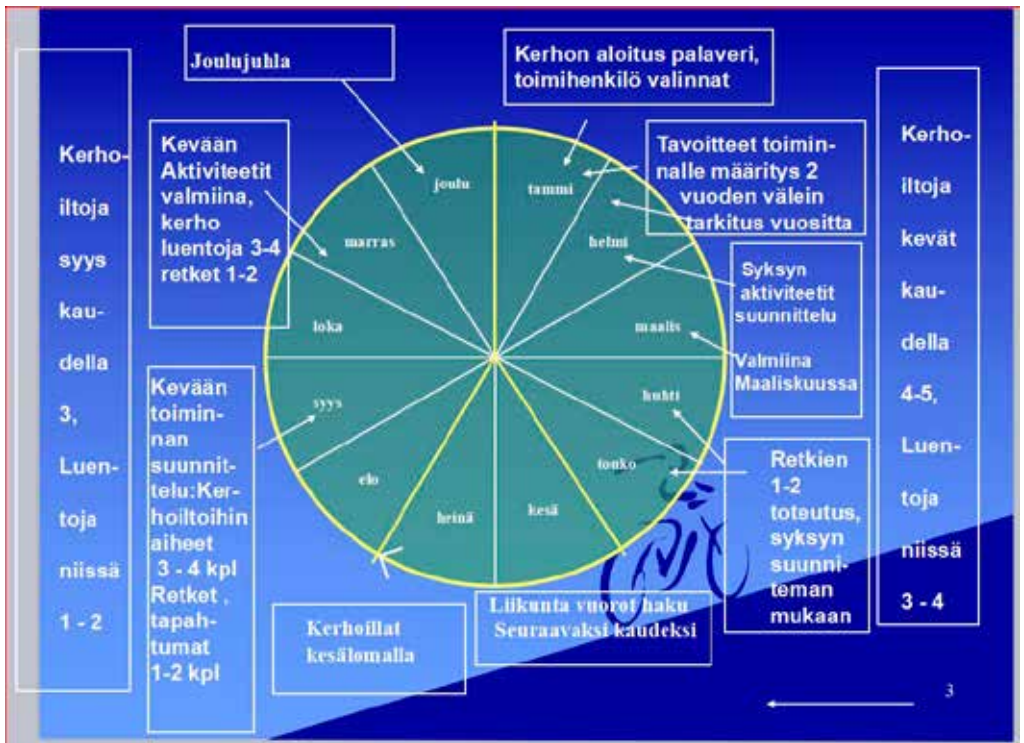 Joulujuhla
Kerhon aloitus palaveri,
toimihenkilö valinnat
Kerho-
iltoja
syys
kau-
della
3,
Luen-
toja
niissä
1 - 2
Kevään
Aktiviteetit
valmiina,
kerho
luentoja 3-4
retket 1-2
Tavoitteet toimin-
nalle määritys 2
vuoden välein
tarkitus vuositta
Syksyn
aktiviteetit
suunnittelu
Valmiina
Maaliskuussa
Kerho-
iltoja
kevät
kau-
della
4-5,
Luen-
toja
niissä
3 - 4
joulu
tammi
marras
helmi
loka
maalis
syys
huhti
elo
touko
heinä
kesä
Kevään
toimin-
nan
suunnit-
telu:Ker-
hoiltoihin
aiheet
3 - 4 kpl
Retket ,
tapah-
tumat
1-2 kpl
Retkien
1-2
toteutus,
syksyn
suunni-
teman
mukaan
Kerhoillat
kesälomalla
Liikunta vuorot haku
Seuraavaksi kaudeksi
3